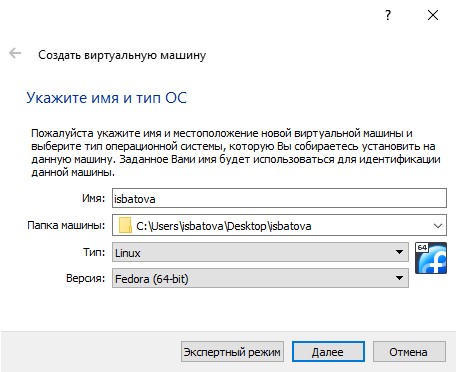 ?
Создать виртуальную машину
Укажите имя и тип ОС
Пожалуйста укажите имя и местоположение новой виртуальной машины и
выберите тип операционной системы, которую Вы собираетесь установить на
данную машину. Заданное Вами имя будет использоваться для идентификации
данной машины.
Имя: isbatova
Папка машины: C:\Users\isbatova\Desktop\isbatova
Тип: Linux
64
Версия: Fedora (64-bit)
Экспертный режим Далее Отмена